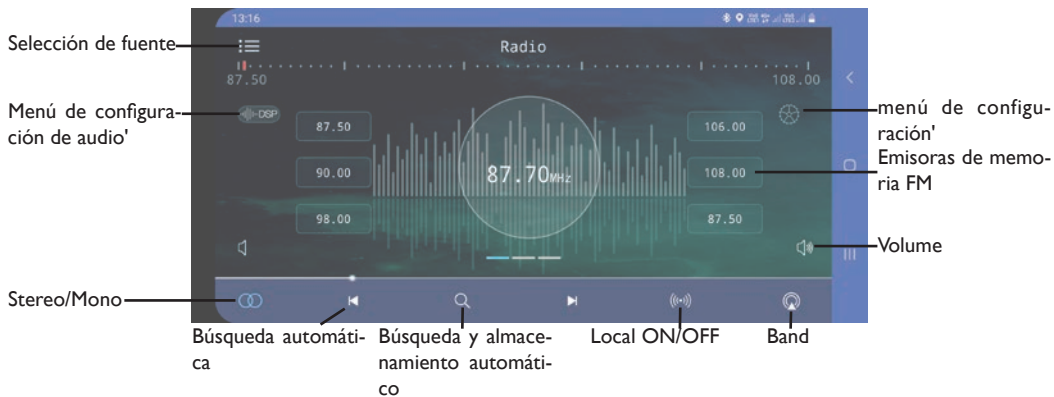 13:16
Selección de fuente
Radio
87.50
108.00
Menú de configura-
ción de audio'
DSP
menú de configu-
ración'
87.50
106.00
Emisoras de memo-
ria FM
90.00
87.70MHz
108.00
98.00
87.50
Volume
Stereo/Mono
Búsqueda automáti-
ca
Búsqueda y almace-
namiento automáti-
co
Local ON/OFF
Band